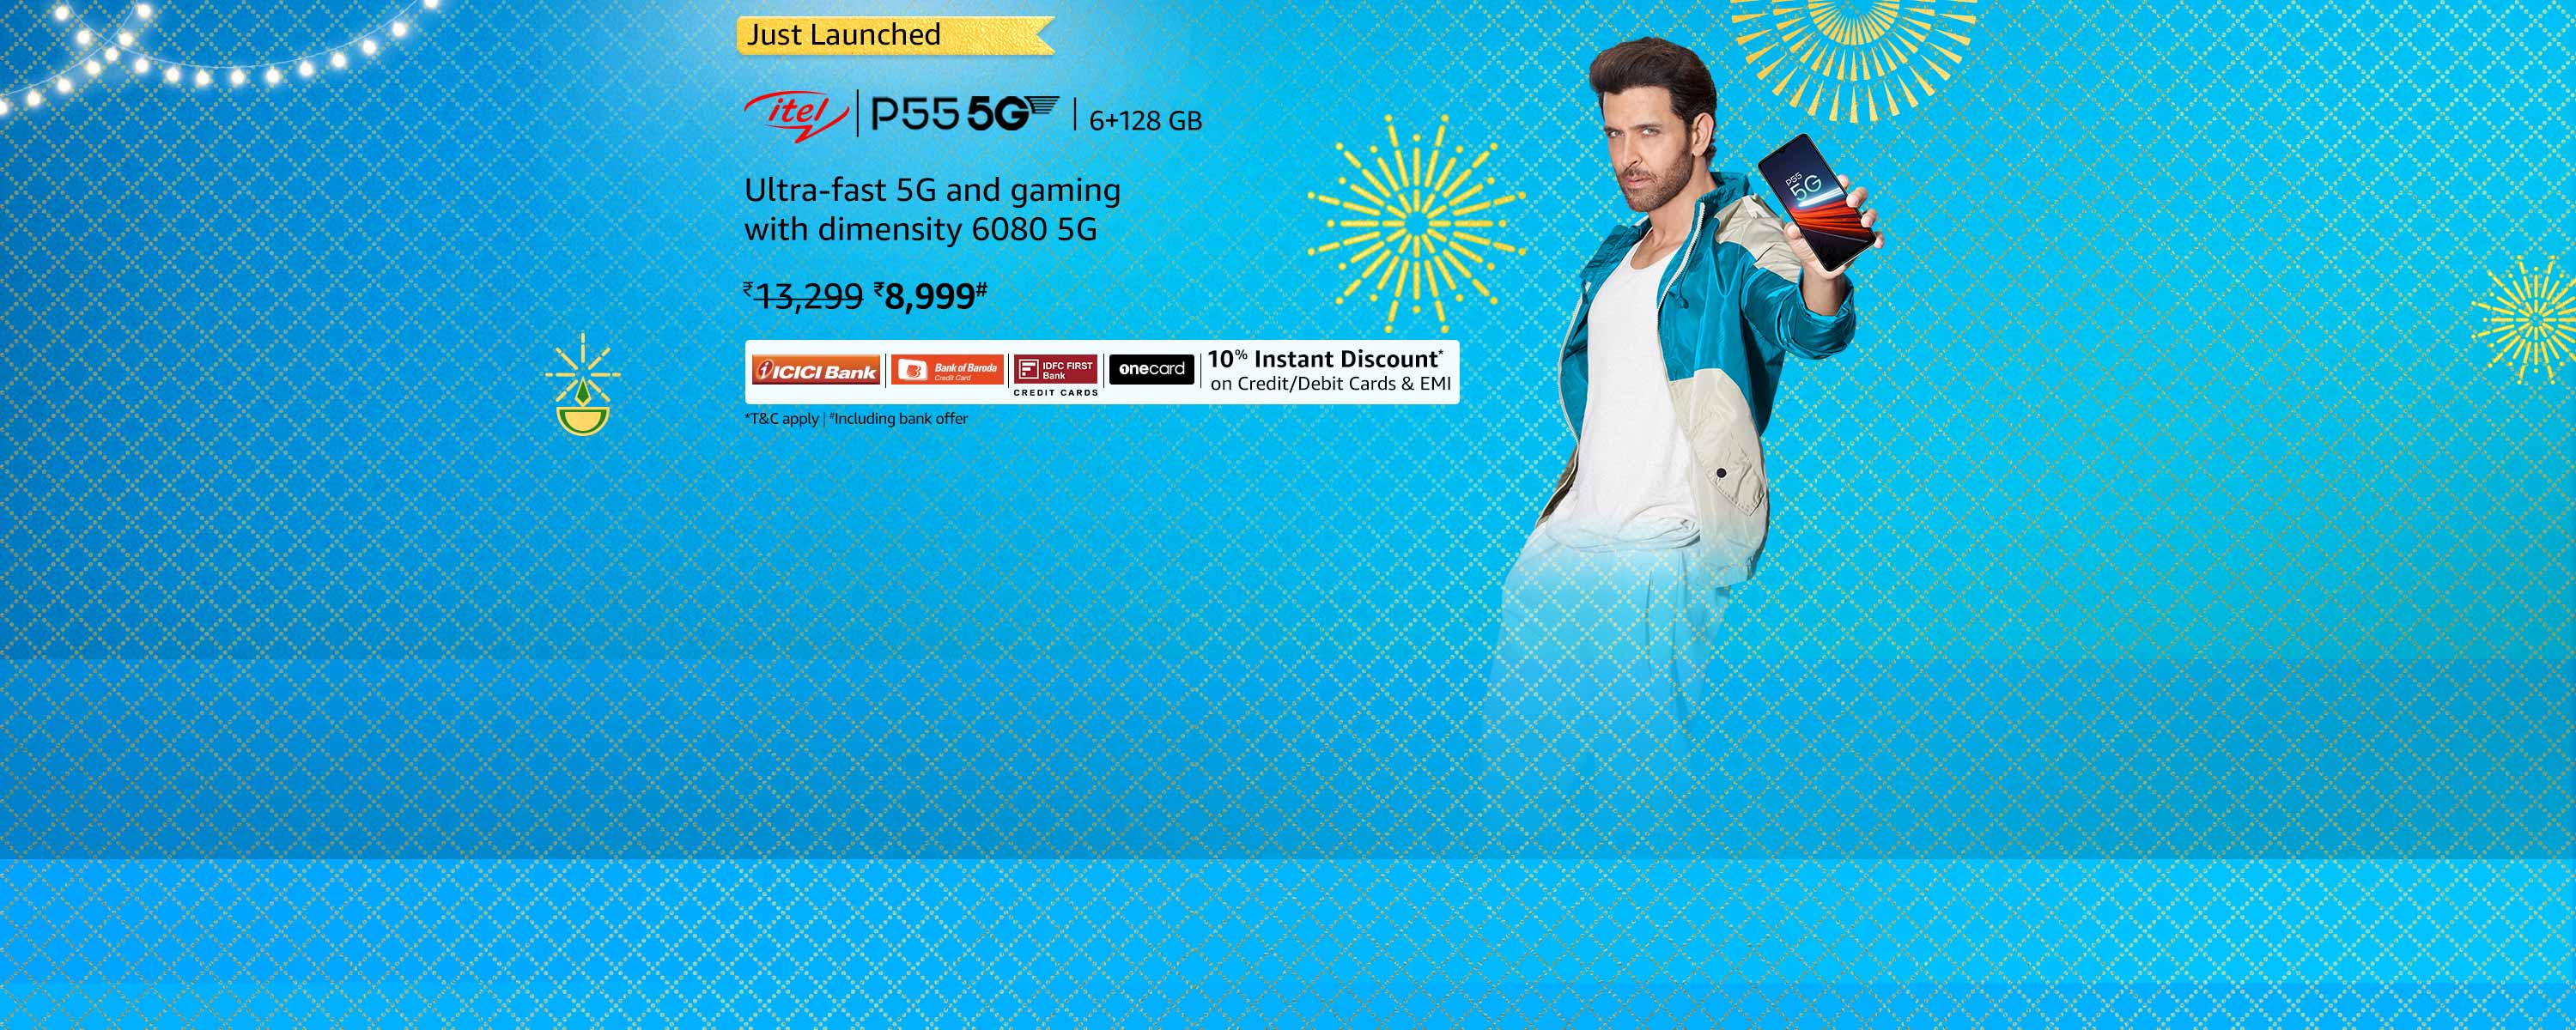 Just Launched
itel | P55 5G | 6+128 GB
Ultra-fast 5G and gaming
with dimensity 6080 5G
₹13,299 ₹8,999#
ICICI Bank
Bank of Baroda
Credit Card
IDFC FIRST
Bank
CREDIT CARDS
onecard
10% Instant Discount*
on Credit/Debit Cards & EMI
*T&C apply | #Including bank offer
P55
5G